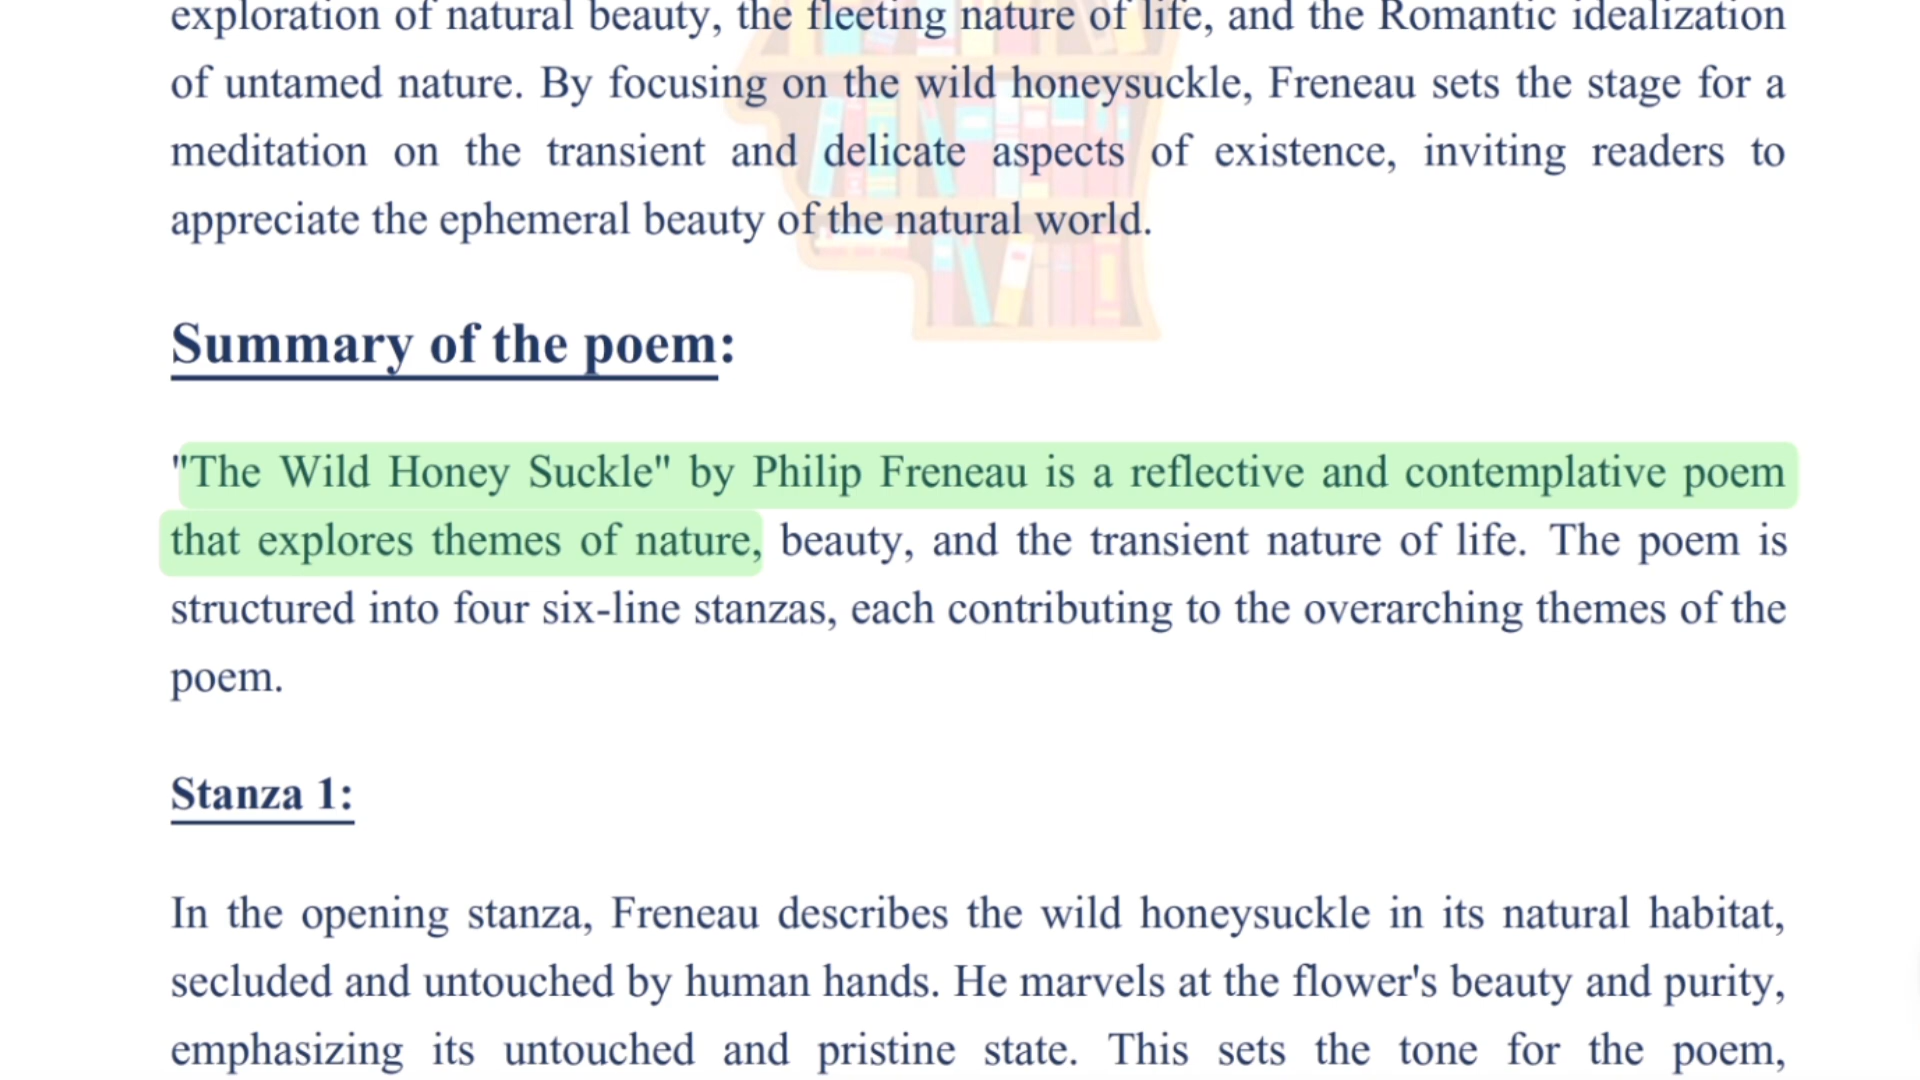 exploration of natural beauty, the fleeting nature of life, and the Romantic idealization
of untamed nature. By focusing on the wild honeysuckle, Freneau sets the stage for a
meditation on the transient and delicate aspects of existence, inviting readers to
appreciate the ephemeral beauty of the natural world.
Summary of the poem:
"The Wild Honey Suckle" by Philip Freneau is a reflective and contemplative poem
that explores themes of nature, beauty, and the transient nature of life. The poem is
structured into four six-line stanzas, each contributing to the overarching themes of the
poem.
Stanza 1:
In the opening stanza, Freneau describes the wild honeysuckle in its natural habitat,
secluded and untouched by human hands. He marvels at the flower's beauty and purity,
emphasizing its untouched and pristine state. This sets the tone for the poem,